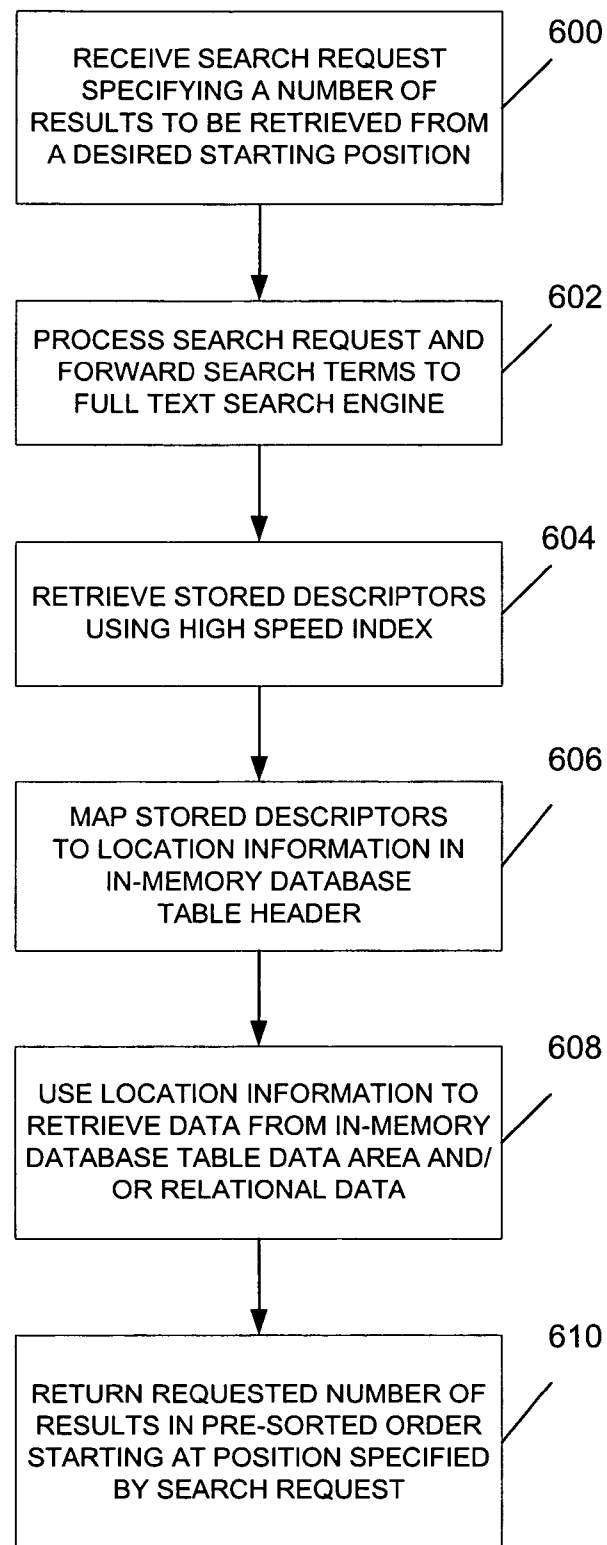 600
RECEIVE SEARCH REQUEST
SPECIFYING A NUMBER OF
RESULTS TO BE RETRIEVED FROM
A DESIRED STARTING POSITION
602
PROCESS SEARCH REQUEST AND
FORWARD SEARCH TERMS TO
FULL TEXT SEARCH ENGINE
604
RETRIEVE STORED DESCRIPTORS
USING HIGH SPEED INDEX
606
MAP STORED DESCRIPTORS
TO LOCATION INFORMATION IN
IN-MEMORY DATABASE
TABLE HEADER
608
USE LOCATION INFORMATION TO
RETRIEVE DATA FROM IN-MEMORY
DATABASE TABLE DATA AREA AND/
OR RELATIONAL DATA
610
RETURN REQUESTED NUMBER OF
RESULTS IN PRE-SORTED ORDER
STARTING AT POSITION SPECIFIED
BY SEARCH REQUEST